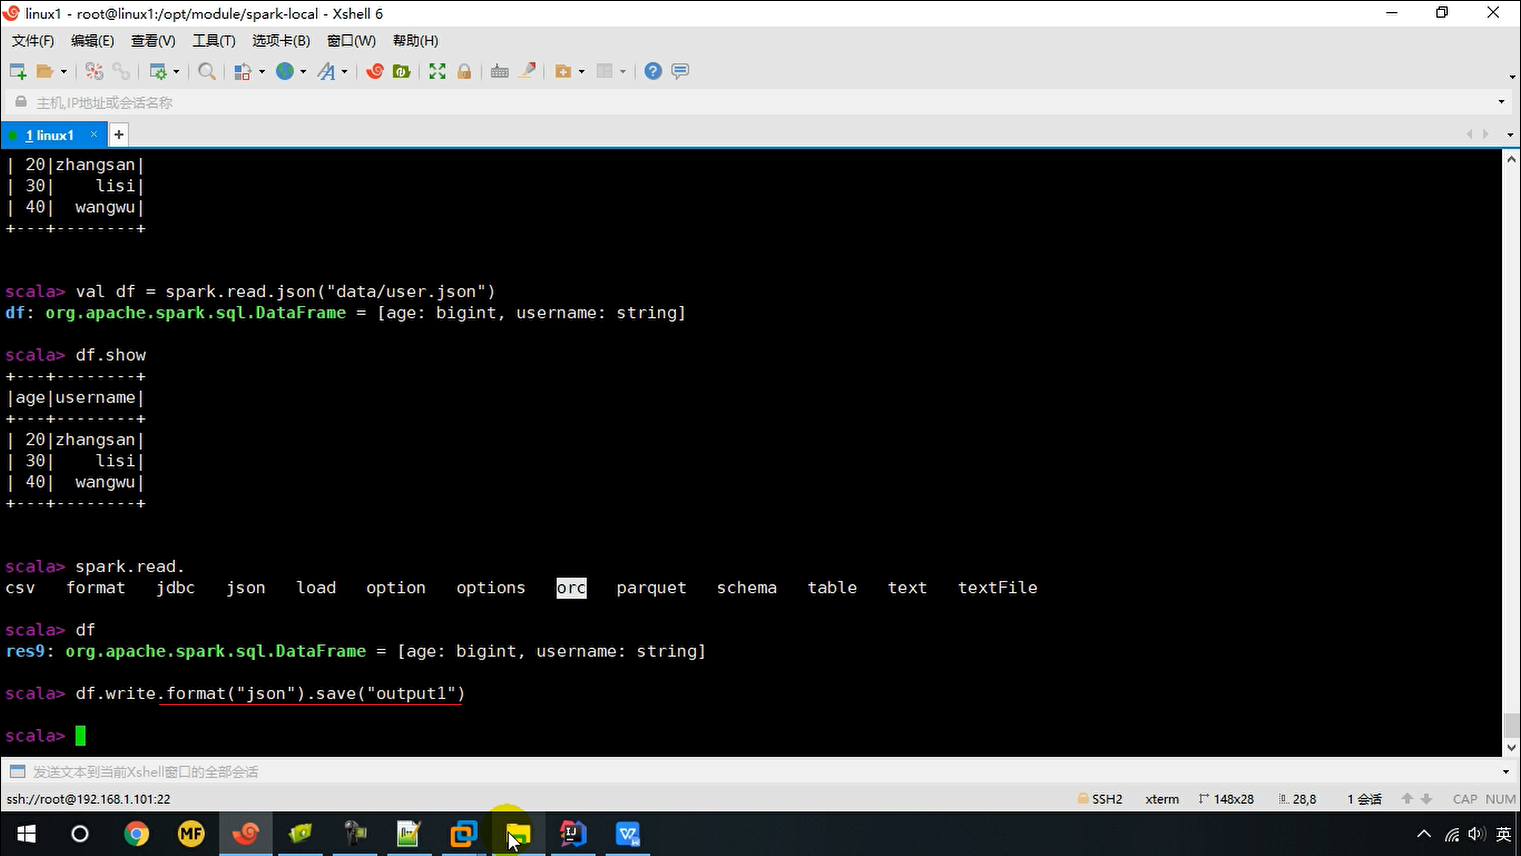 linux1 - root@linux1:/opt/module/spark-local - Xshell 6
文件(F) 编辑(E) 查看(V) 工具(T) 选项卡(B) 窗口(W) 帮助(H)
主机,IP地址或会话名称
1 linux1 × +
| 20|zhangsan|
| 30|    lisi|
| 40|  wangwu|
+---+--------+
scala> val df = spark.read.json("data/user.json")
df: org.apache.spark.sql.DataFrame = [age: bigint, username: string]
scala> df.show
+---+--------+
|age|username|
+---+--------+
| 20|zhangsan|
| 30|    lisi|
| 40|  wangwu|
+---+--------+
scala> spark.read.
csv   format   jdbc   json   load   option   options   orc   parquet   schema   table   text   textFile
scala> df
res9: org.apache.spark.sql.DataFrame = [age: bigint, username: string]
scala> df.write.format("json").save("output1")
scala>
发送文本到当前Xshell窗口的全部会话
ssh://root@192.168.1.101:22 SSH2 xterm 148x28 28,8 1 会话 CAP NUM
MF 英